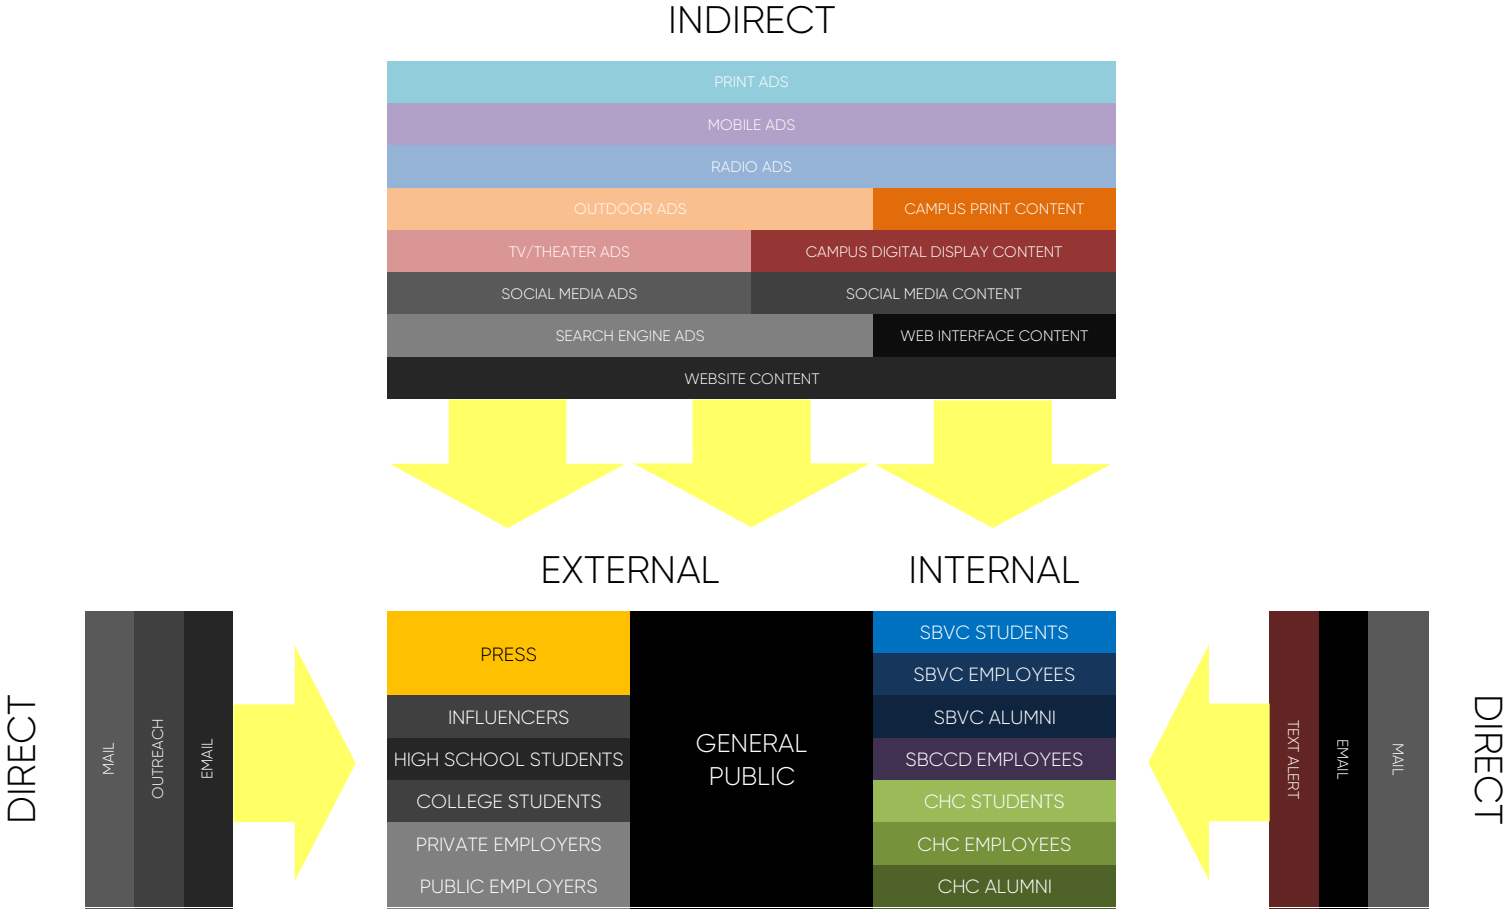 INDIRECT
PRINT ADS
MOBILE ADS
RADIO ADS
OUTDOOR ADS
CAMPUS PRINT CONTENT
TV/THEATER ADS
CAMPUS DIGITAL DISPLAY CONTENT
SOCIAL MEDIA ADS
SOCIAL MEDIA CONTENT
SEARCH ENGINE ADS
WEB INTERFACE CONTENT
WEBSITE CONTENT
EXTERNAL
INTERNAL
DIRECT
MAIL
OUTREACH
EMAIL
PRESS
INFLUENCERS
HIGH SCHOOL STUDENTS
COLLEGE STUDENTS
PRIVATE EMPLOYERS
PUBLIC EMPLOYERS
GENERAL
PUBLIC
SBVC STUDENTS
SBVC EMPLOYEES
SBVC ALUMNI
SBCCD EMPLOYEES
CHC STUDENTS
CHC EMPLOYEES
CHC ALUMNI
TEXT ALERT
EMAIL
MAIL
DIRECT